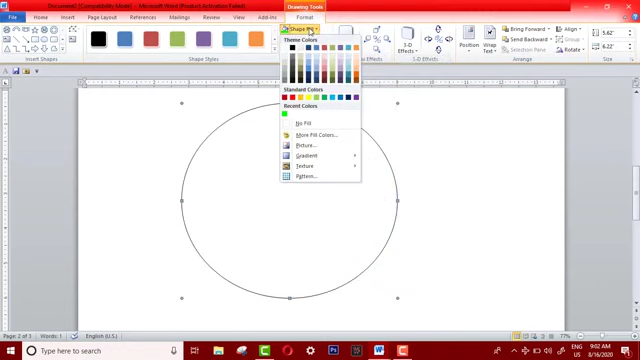 Document2 [Compatibility Mode] - Microsoft Word (Product Activation Failed)
Drawing Tools
File Home Insert Page Layout References Mailings Review View Add-Ins Format
Shape Fill
Bring Forward
Send Backward
Align
3-D Effects
Position
Wrap Text
5.62"
6.22"
Insert Shapes Shape Styles 3-D Effects Arrange Size
Theme Colors
Standard Colors
Recent Colors
No Fill
More Fill Colors...
Picture...
Gradient
Texture
Pattern...
Page: 2 of 3 Words: 1 English (U.S.) 77%
Type here to search
ENG
US
9:02 AM
8/16/2020